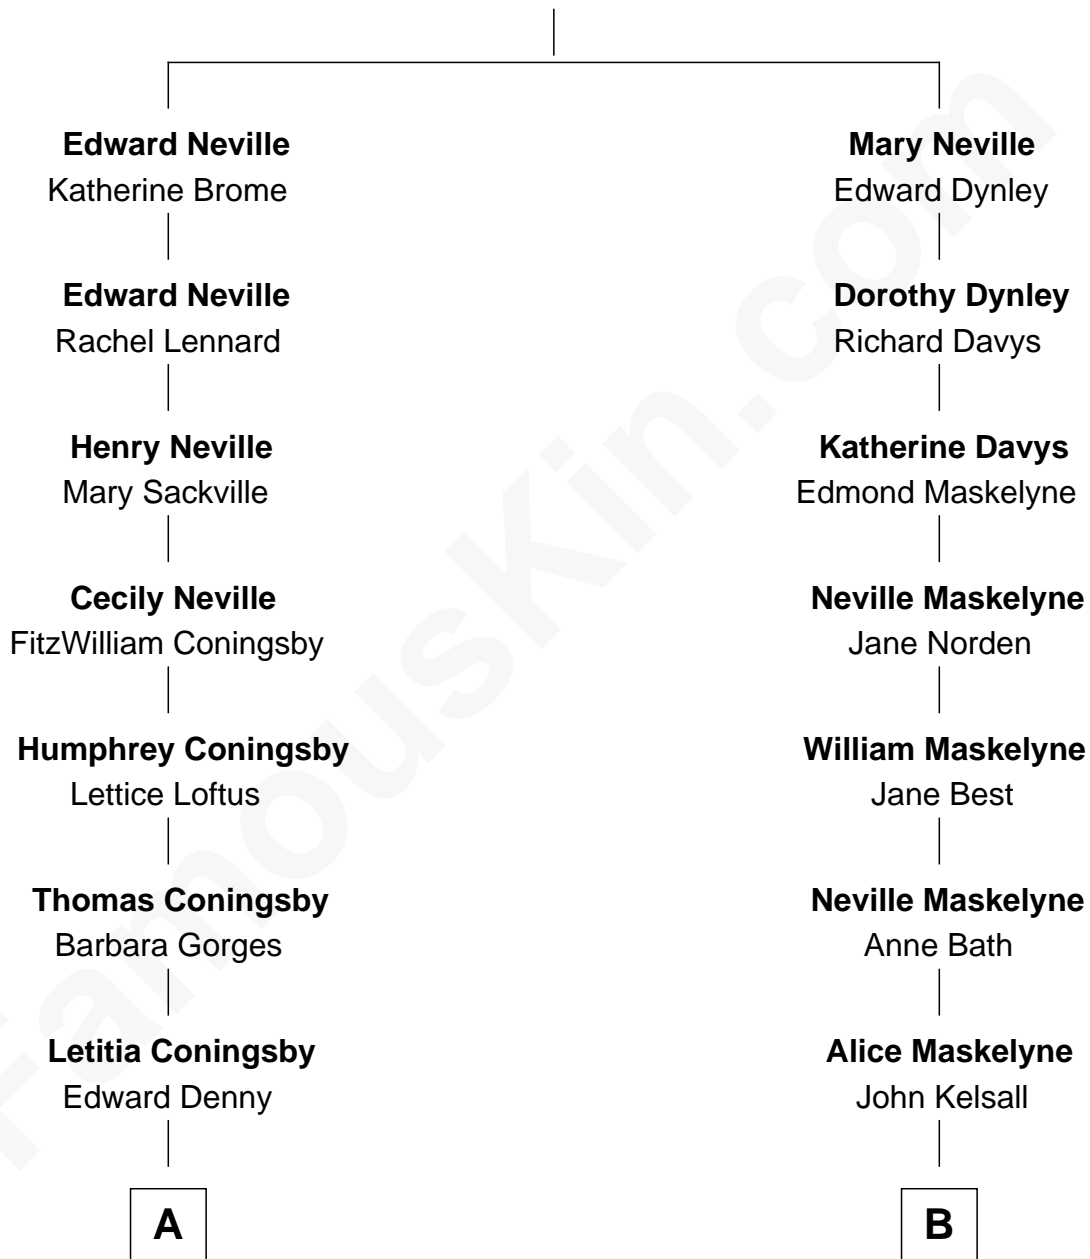 Edward Neville
Katherine Brome
Edward Neville
Rachel Lennard
Henry Neville
Mary Sackville
Cecily Neville
FitzWilliam Coningsby
Humphrey Coningsby
Lettice Loftus
Thomas Coningsby
Barbara Gorges
Letitia Coningsby
Edward Denny
A
Mary Neville
Edward Dynley
Dorothy Dynley
Richard Davys
Katherine Davys
Edmond Maskelyne
Neville Maskelyne
Jane Norden
William Maskelyne
Jane Best
Neville Maskelyne
Anne Bath
Alice Maskelyne
John Kelsall
B
FamousKin.com